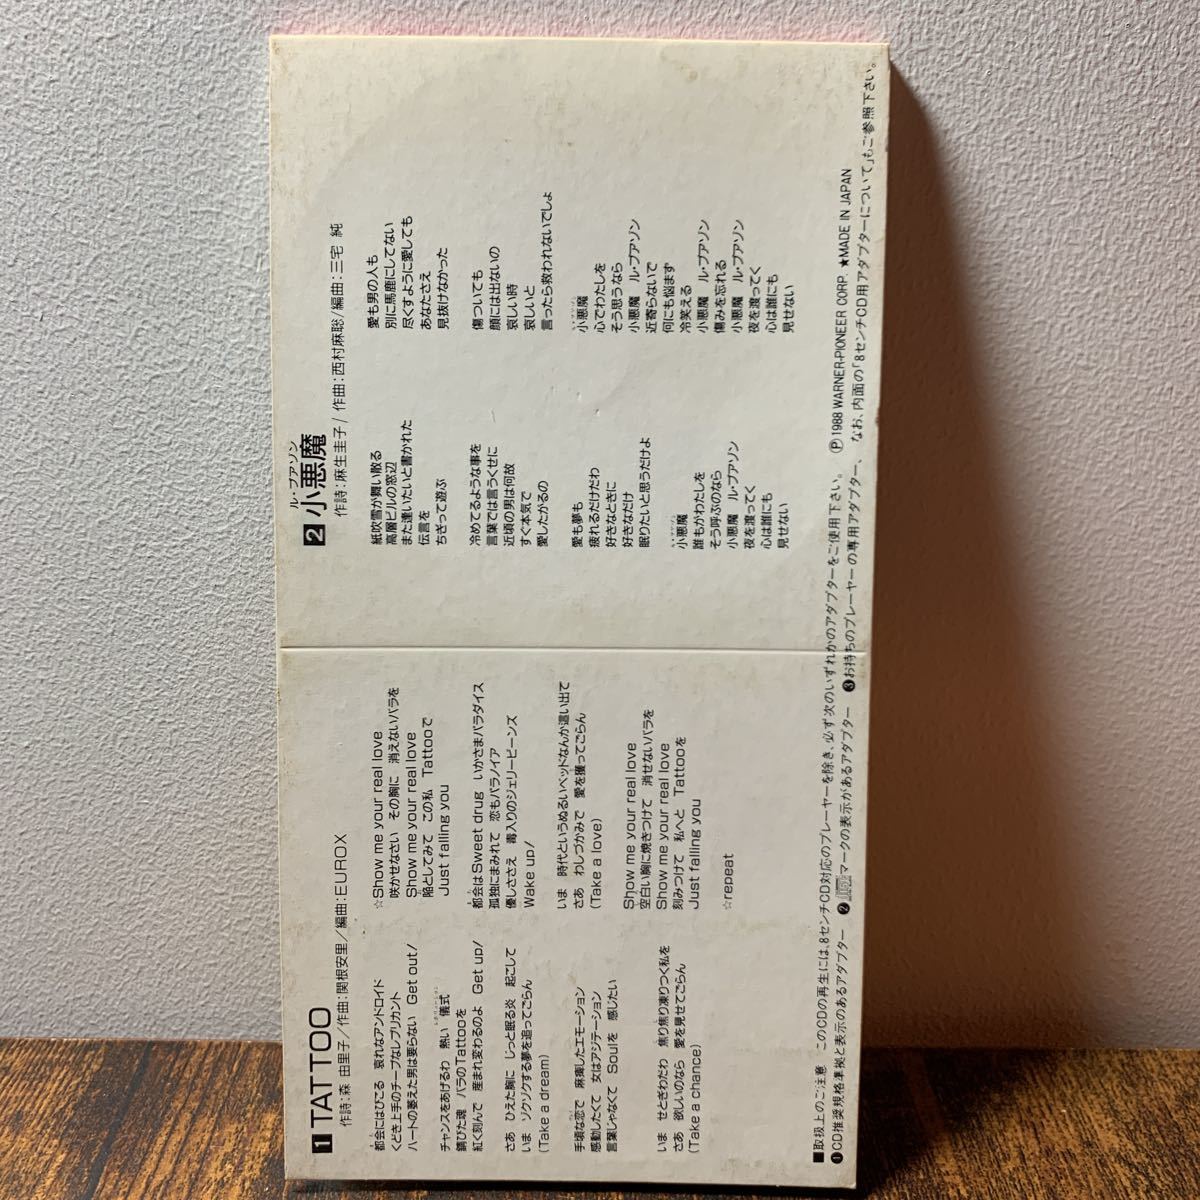 1 TATTOO
作詩：森 由里子／作曲：関根安里／編曲：EUROX
都会にはびこる 哀れなアンドロイド
くどき上手のチープなレプリカント
ハートの萎えた男は要らない Get out！
チャンスをあげるわ 熱い 儀式
錆びた魂 バラのTattooを
紅く刻んで 産まれ変わるのよ Get up！
さあ ひえた胸に じっと眠る炎 起こして
いま ゾクゾクする夢を追ってごらん
(Take a dream)
手頃な恋で 麻痺したエモーション
感動したくて 女はアジテーション
言葉じゃなくて Soulを 感じたい
いま せとぎわだわ 焦り焦り凍りつく私を
さあ 欲しいのなら 愛を見せてごらん
(Take a chance)
☆Show me your real love
咲かせなさい その胸に 消えないバラを
Show me your real love
陥としてみて この私 Tattooで
Just falling you
都会はSweet drug いかさまパラダイス
孤独にまみれて 恋もパラノイア
優しささえ 毒入りのジェリービーンズ
Wake up！
いま 時代というぬるいベッドなんか這い出て
さあ わしづかみで 愛を獲ってごらん
(Take a love)
Show me your real love
空白い胸に焼きつけて 消せないバラを
Show me your real love
刻みつけて 私へと Tattooを
Just falling you
☆repeat
ル・プアゾン
2 小悪魔
作詩：麻生圭子／作曲：西村麻聡／編曲：三宅 純
紙吹雪が舞い散る
高層ビルの窓辺
また逢いたいと書かれた
伝言を
ちぎって遊ぶ
冷めてるような事を
言葉では言うくせに
近頃の男は何故
すぐ本気で
愛したがるの
愛も夢も
疲れるだけだわ
好きなときに
好きなだけ
眠りたいと思うだけよ
小悪魔
誰もがわたしを
そう呼ぶのなら
小悪魔 ル・プアゾン
夜を渡ってく
心は誰にも
見せない
愛も男の人も
別に馬鹿にしてない
尽くすように愛しても
あなたさえ
見抜けなかった
傷ついても
顔には出ないの
哀しい時
哀しいと
言ったら救われないでしょ
小悪魔
心でわたしを
そう思うなら
小悪魔 ル・プアゾン
近寄らないで
何にも悩まず
冷笑える
小悪魔 ル・プアゾン
傷みを忘れる
小悪魔 ル・プアゾン
夜を渡ってく
心は誰にも
見せない
■取扱上のご注意 このCDの再生には、8センチCD対応のプレーヤーを除き、必ず次のいずれかのアダプターをご使用下さい。 Ⓟ1988 WARNER-PIONEER CORP. ★MADE IN JAPAN
❶CD推奨規格準拠と表示のあるアダプター ❷マークの表示があるアダプター ❸お持ちのプレーヤーの専用アダプター、 なお、内面の「8センチCD用アダプターについて」もご参照下さい。